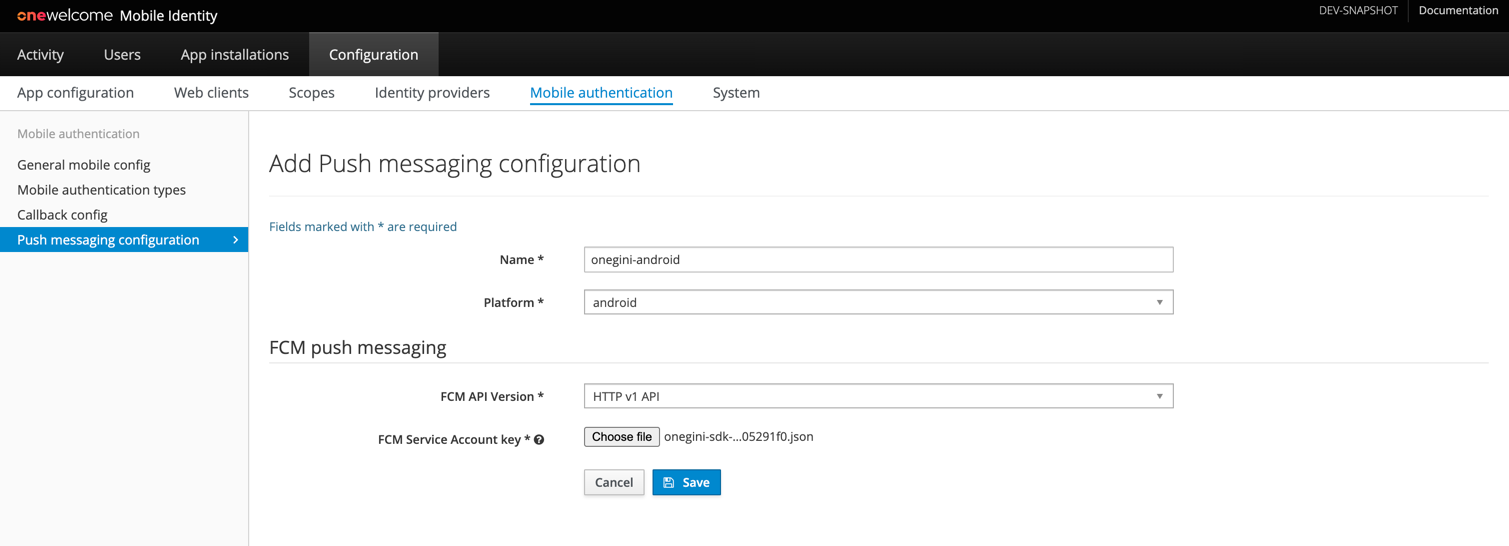 onewelcome Mobile Identity DEV-SNAPSHOT Documentation
Activity Users App installations Configuration
App configuration Web clients Scopes Identity providers Mobile authentication System
Mobile authentication
General mobile config
Mobile authentication types
Callback config
Push messaging configuration
Add Push messaging configuration
Fields marked with * are required
Name * onegini-android
Platform * android
FCM push messaging
FCM API Version * HTTP v1 API
FCM Service Account key * ? Choose file onegini-sdk-...05291f0.json
Cancel Save